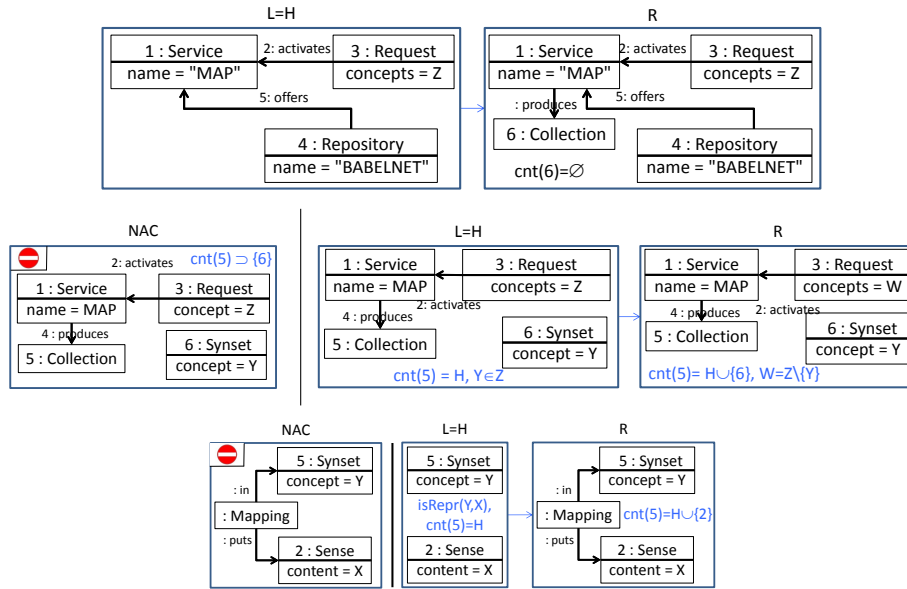 L=H
R
1 : Service
name = "MAP"
2: activates
3 : Request
concepts = Z
5: offers
4 : Repository
name = "BABELNET"
1 : Service
name = "MAP"
2: activates
3 : Request
concepts = Z
: produces
5: offers
6 : Collection
cnt(6)=∅
4 : Repository
name = "BABELNET"
NAC
L=H
R
cnt(5) ⊃ {6}
2: activates
1 : Service
name = MAP
3 : Request
concept = Z
4 : produces
5 : Collection
6 : Synset
concept = Y
1 : Service
name = MAP
3 : Request
concepts = Z
2: activates
4 : produces
5 : Collection
6 : Synset
concept = Y
cnt(5) = H, Y∈Z
1 : Service
name = MAP
3 : Request
concepts = W
4 : produces
2: activates
5 : Collection
6 : Synset
concept = Y
cnt(5)= H∪{6}, W=Z\{Y}
NAC
L=H
R
5 : Synset
concept = Y
: in
: Mapping
: puts
2 : Sense
content = X
5 : Synset
concept = Y
isRepr(Y,X),
cnt(5)=H
2 : Sense
content = X
5 : Synset
concept = Y
: in
: Mapping
cnt(5)=H∪{2}
: puts
2 : Sense
content = X